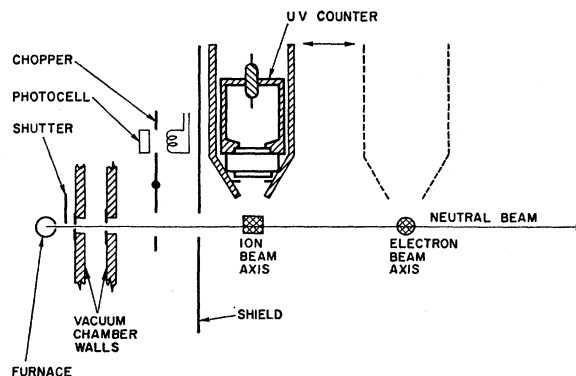 UV COUNTER
CHOPPER
PHOTOCELL
SHUTTER
NEUTRAL BEAM
ION
BEAM
AXIS
ELECTRON
BEAM
AXIS
SHIELD
VACUUM
CHAMBER
WALLS
FURNACE